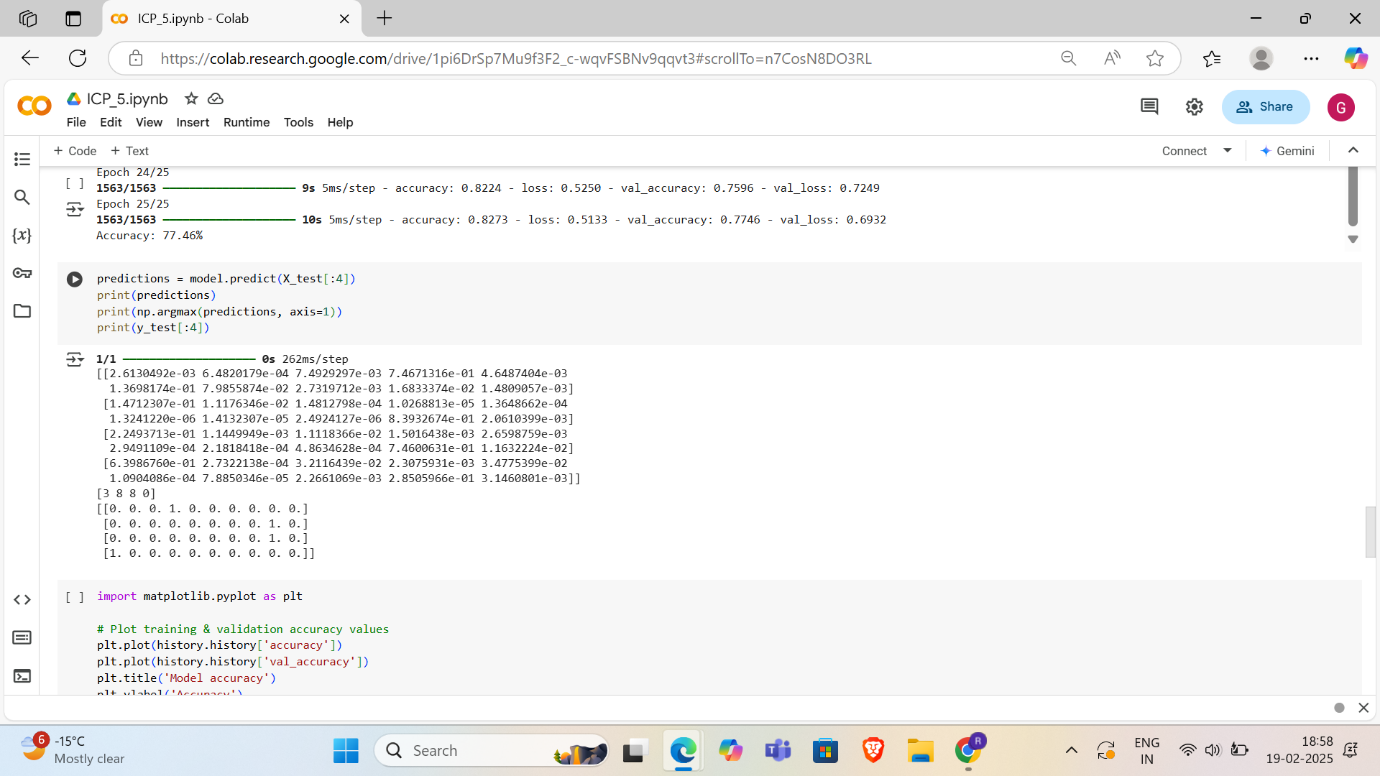 ICP_5.ipynb - Colab
https://colab.research.google.com/drive/1pi6DrSp7Mu9f3F2_c-wqvFSBNv9qqvt3#scrollTo=n7CosN8DO3RL
ICP_5.ipynb
File Edit View Insert Runtime Tools Help
Share
G
+ Code + Text
Connect
Gemini
Epoch 24/25
[ ] 1563/1563 9s 5ms/step - accuracy: 0.8224 - loss: 0.5250 - val_accuracy: 0.7596 - val_loss: 0.7249
Epoch 25/25
1563/1563 10s 5ms/step - accuracy: 0.8273 - loss: 0.5133 - val_accuracy: 0.7746 - val_loss: 0.6932
Accuracy: 77.46%
{x}
predictions = model.predict(X_test[:4])
print(predictions)
print(np.argmax(predictions, axis=1))
print(y_test[:4])
1/1 0s 262ms/step
[[2.6130492e-03 6.4820179e-04 7.4929297e-03 7.4671316e-01 4.6487404e-03
1.3698174e-01 7.9855874e-02 2.7319712e-03 1.6833374e-02 1.4809057e-03]
[1.4712307e-01 1.1176346e-02 1.4812798e-04 1.0268813e-05 1.3648662e-04
1.3241220e-06 1.4132307e-05 2.4924127e-06 8.3932674e-01 2.0610399e-03]
[2.2493713e-01 1.1449949e-03 1.1118366e-02 1.5016438e-03 2.6598759e-03
2.9491109e-04 2.1818418e-04 4.8634628e-04 7.4600631e-01 1.1632224e-02]
[6.3986760e-01 2.7322138e-04 3.2116439e-02 2.3075931e-03 3.4775399e-02
1.0904086e-04 7.8850346e-05 2.2661069e-03 2.8505966e-01 3.1460801e-03]]
[3 8 8 0]
[[0. 0. 0. 1. 0. 0. 0. 0. 0. 0.]
[0. 0. 0. 0. 0. 0. 0. 0. 1. 0.]
[0. 0. 0. 0. 0. 0. 0. 0. 1. 0.]
[1. 0. 0. 0. 0. 0. 0. 0. 0. 0.]]
[ ] import matplotlib.pyplot as plt
# Plot training & validation accuracy values
plt.plot(history.history['accuracy'])
plt.plot(history.history['val_accuracy'])
plt.title('Model accuracy')
plt.ylabel('Accuracy')
6
-15°C
Mostly clear
Search
R
ENG
IN
18:58
19-02-2025